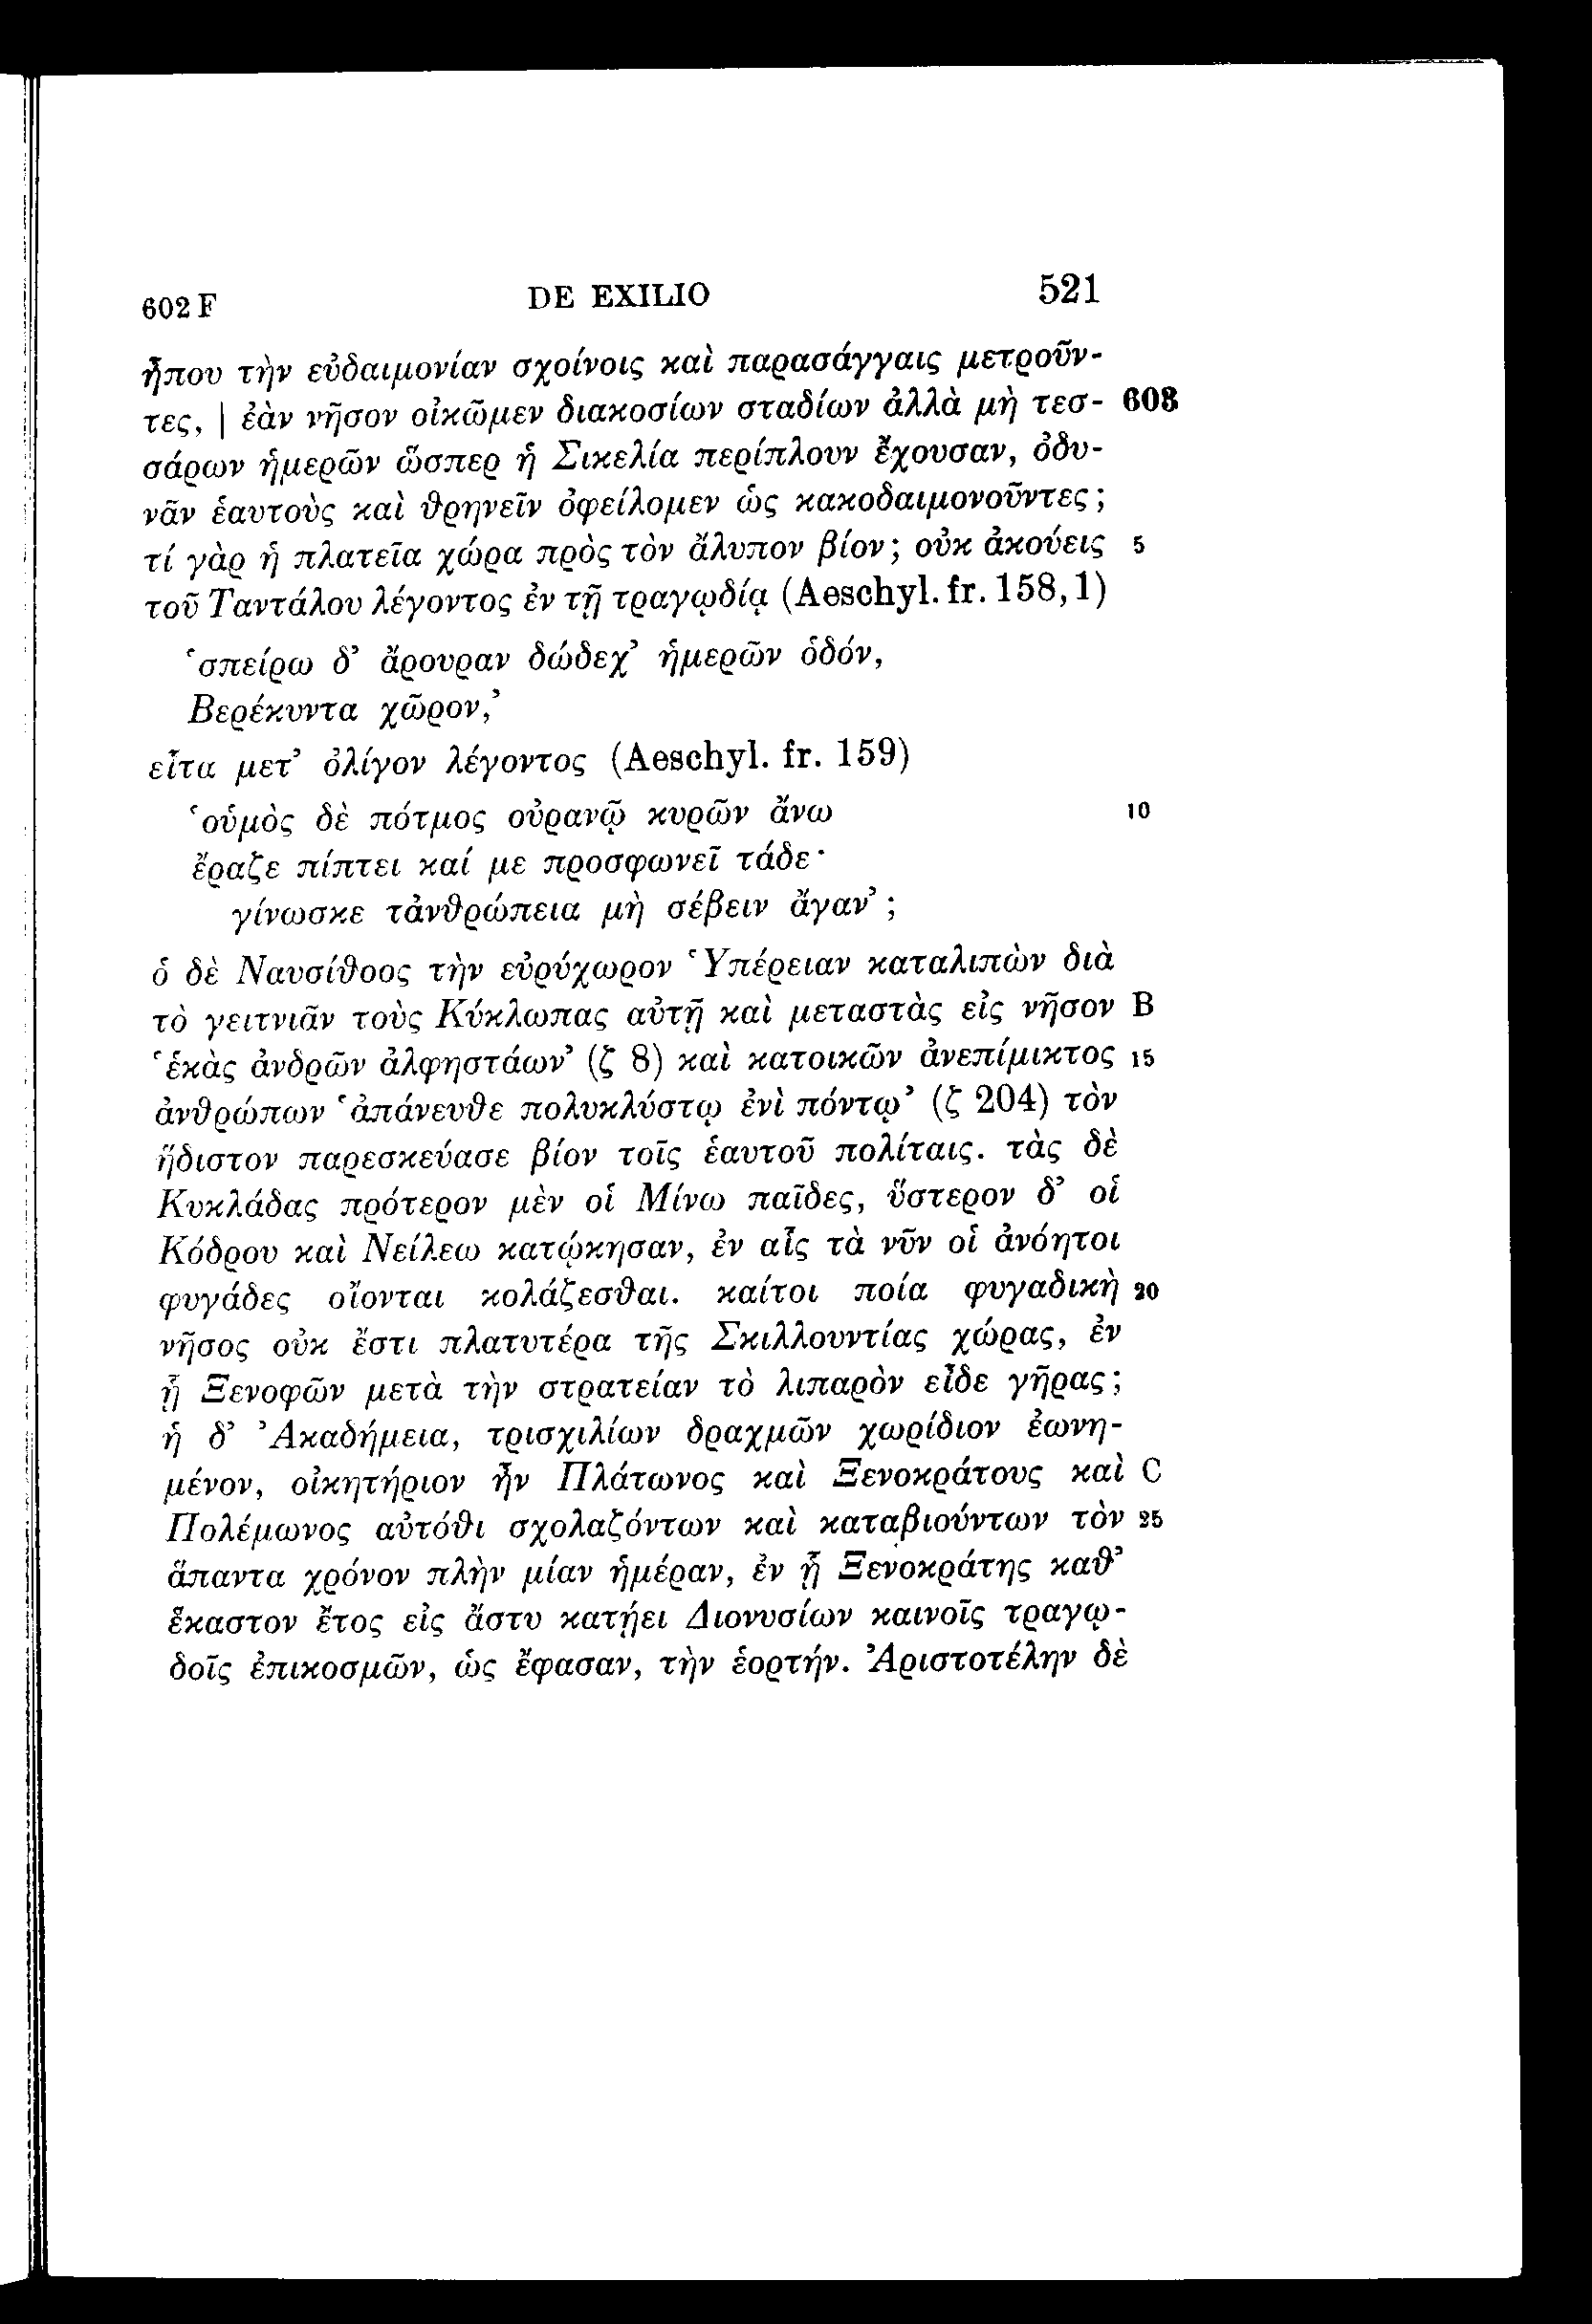 602 F DE EXILIO 521
ἦπου τὴν εὐδαιμονίαν σχοίνοις καὶ παρασάγγαις μετροῦν-
τες, | ἐὰν νῆσον οἰκῶμεν διακοσίων σταδίων ἀλλὰ μὴ τεσ- 603
σάρων ἡμερῶν ὥσπερ ἡ Σικελία περίπλουν ἔχουσαν, ὀδυ-
νᾶν ἑαυτοὺς καὶ θρηνεῖν ὀφείλομεν ὡς κακοδαιμονοῦντες;
τί γὰρ ἡ πλατεῖα χώρα πρὸς τὸν ἄλυπον βίον; οὐκ ἀκούεις 5
τοῦ Ταντάλου λέγοντος ἐν τῇ τραγῳδίᾳ (Aeschyl. fr. 158,1)
‘σπείρω δ’ ἄρουραν δώδεχ’ ἡμερῶν ὁδόν,
Βερέκυντα χῶρον,’
εἶτα μετ’ ὀλίγον λέγοντος (Aeschyl. fr. 159)
‘οὑμὸς δὲ πότμος οὐρανῷ κυρῶν ἄνω 10
ἔραζε πίπτει καί με προσφωνεῖ τάδε·
γίνωσκε τἀνθρώπεια μὴ σέβειν ἄγαν’;
ὁ δὲ Ναυσίθοος τὴν εὐρύχωρον Ὑπέρειαν καταλιπὼν διὰ
τὸ γειτνιᾶν τοὺς Κύκλωπας αὐτῇ καὶ μεταστὰς εἰς νῆσον B
‘ἑκὰς ἀνδρῶν ἀλφηστάων’ (ζ 8) καὶ κατοικῶν ἀνεπίμικτος 15
ἀνθρώπων ‘ἀπάνευθε πολυκλύστῳ ἐνὶ πόντῳ’ (ζ 204) τὸν
ἥδιστον παρεσκεύασε βίον τοῖς ἑαυτοῦ πολίταις. τὰς δὲ
Κυκλάδας πρότερον μὲν οἱ Μίνω παῖδες, ὕστερον δ’ οἱ
Κόδρου καὶ Νείλεω κατῴκησαν, ἐν αἷς τὰ νῦν οἱ ἀνόητοι
φυγάδες οἴονται κολάζεσθαι. καίτοι ποία φυγαδικὴ 20
νῆσος οὐκ ἔστι πλατυτέρα τῆς Σκιλλουντίας χώρας, ἐν
ᾗ Ξενοφῶν μετὰ τὴν στρατείαν τὸ λιπαρὸν εἶδε γῆρας;
ἡ δ’ Ἀκαδήμεια, τρισχιλίων δραχμῶν χωρίδιον ἐωνη-
μένον, οἰκητήριον ἦν Πλάτωνος καὶ Ξενοκράτους καὶ C
Πολέμωνος αὐτόθι σχολαζόντων καὶ καταβιούντων τὸν 25
ἅπαντα χρόνον πλὴν μίαν ἡμέραν, ἐν ᾗ Ξενοκράτης καθ’
ἕκαστον ἔτος εἰς ἄστυ κατῄει Διονυσίων καινοῖς τραγῳ-
δοῖς ἐπικοσμῶν, ὡς ἔφασαν, τὴν ἑορτήν. Ἀριστοτέλην δὲ